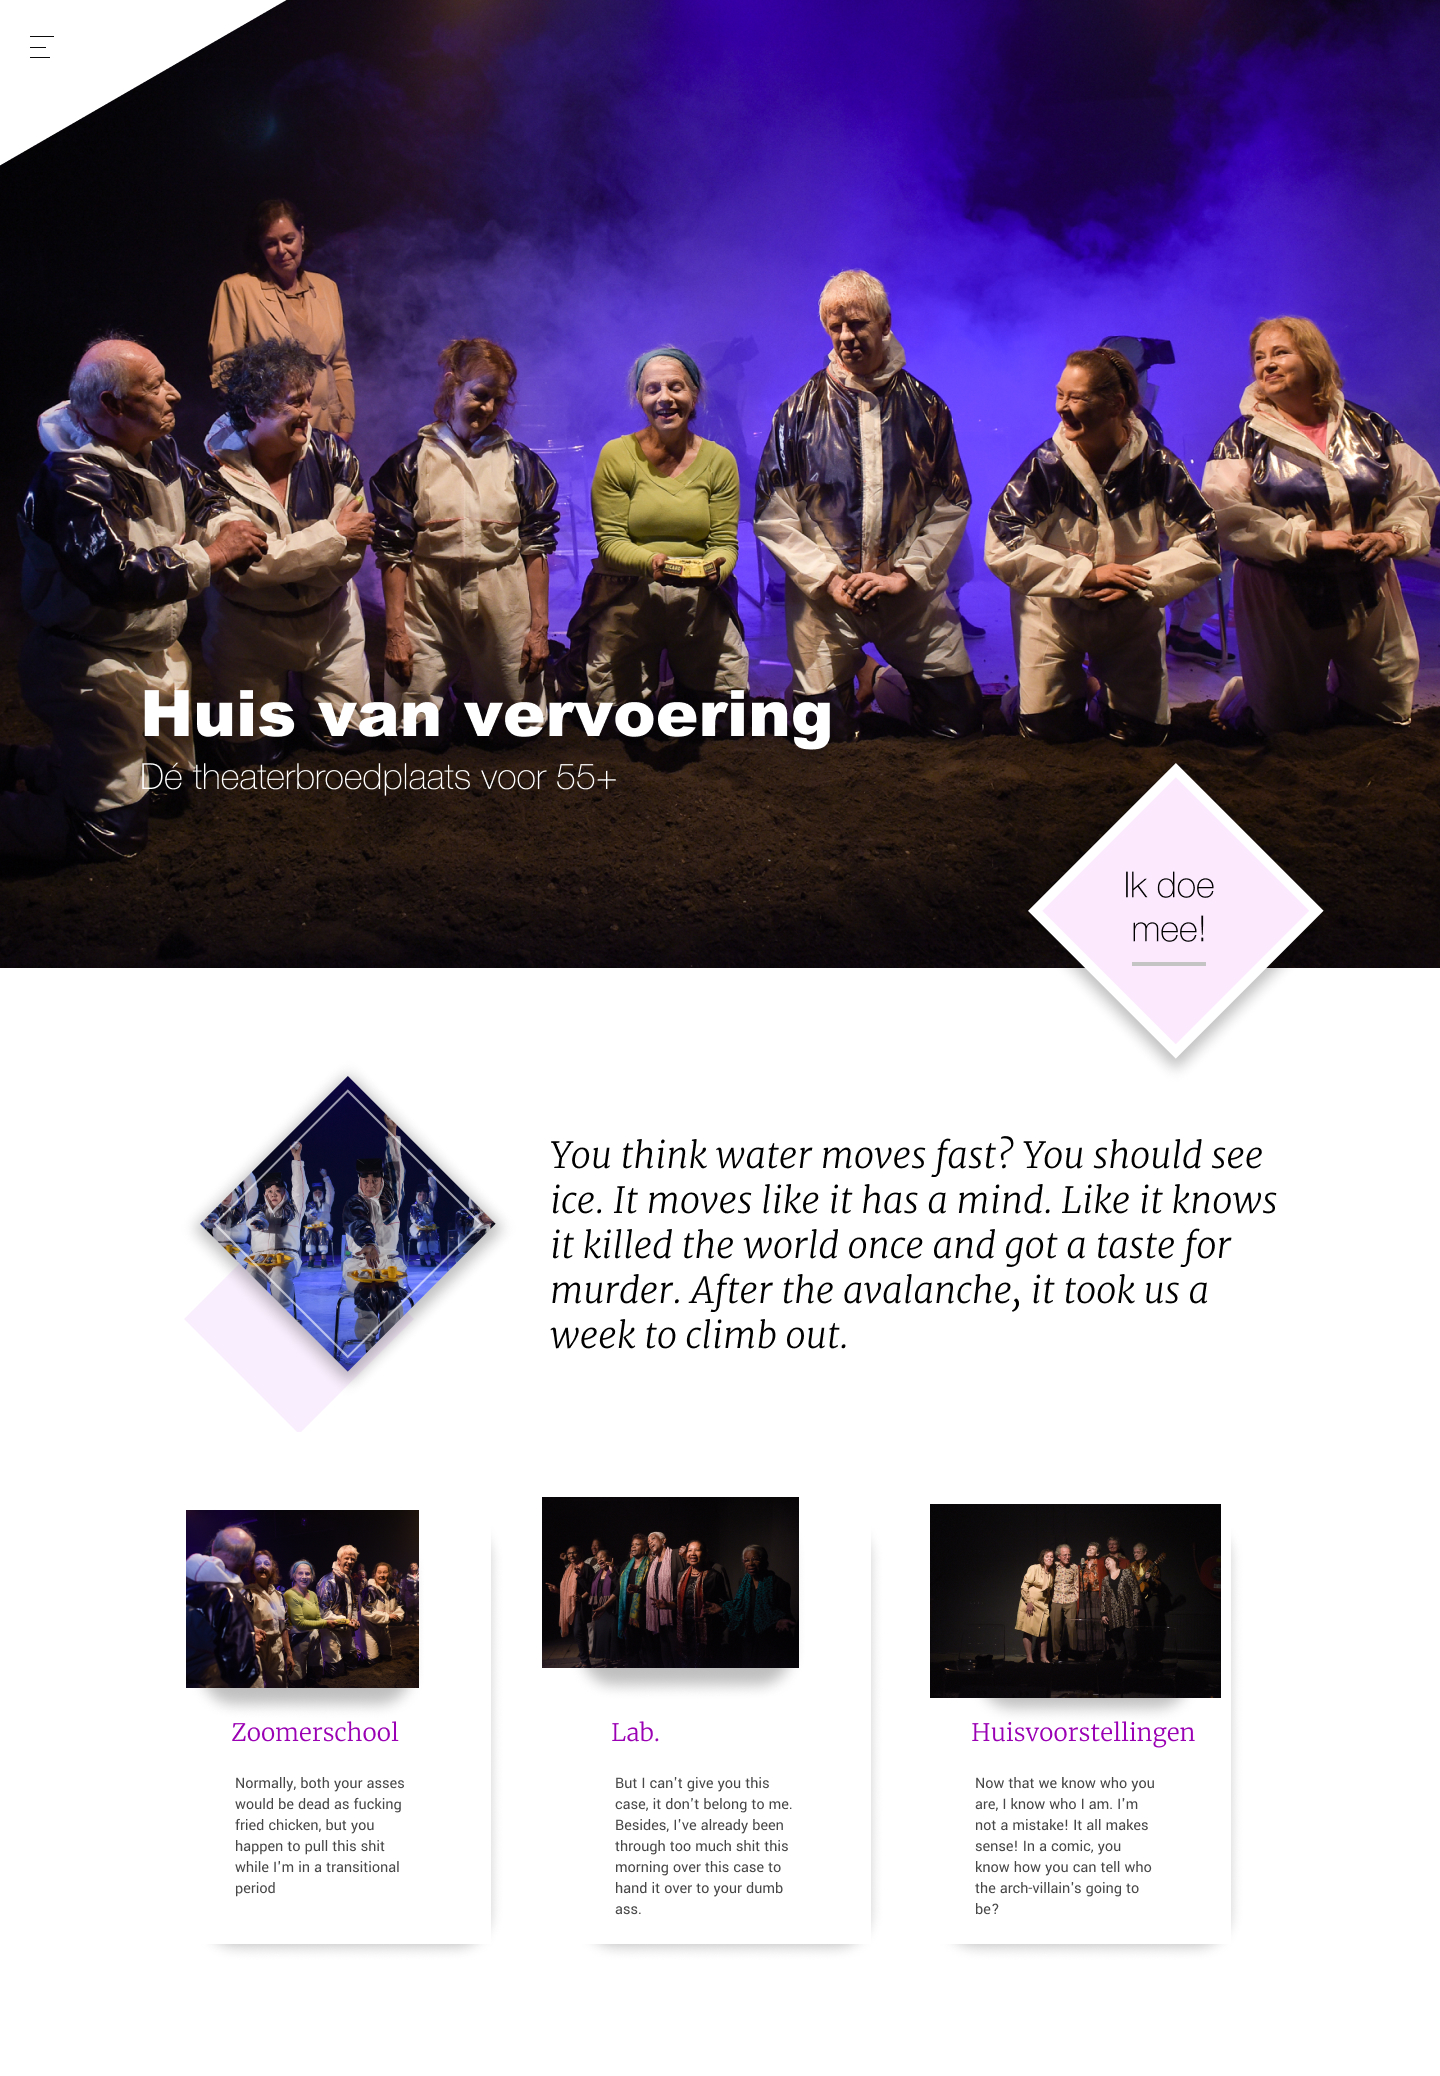 Huis van vervoering
Dé theaterbroedplaats voor 55+
Ik doe
mee!
You think water moves fast? You should see
ice. It moves like it has a mind. Like it knows
it killed the world once and got a taste for
murder. After the avalanche, it took us a
week to climb out.
Zoomerschool
Normally, both your asses
would be dead as fucking
fried chicken, but you
happen to pull this shit
while I'm in a transitional
period
Lab.
But I can't give you this
case, it don't belong to me.
Besides, I've already been
through too much shit this
morning over this case to
hand it over to your dumb
ass.
Huisvoorstellingen
Now that we know who you
are, I know who I am. I'm
not a mistake! It all makes
sense! In a comic, you
know how you can tell who
the arch-villain's going to
be?